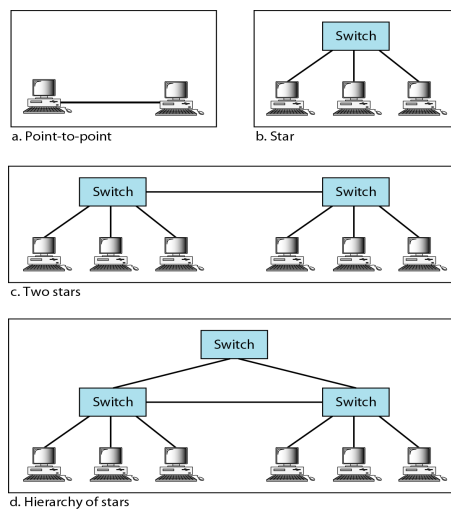 Switch
a. Point-to-point
b. Star
Switch
Switch
c. Two stars
Switch
Switch
Switch
d. Hierarchy of stars